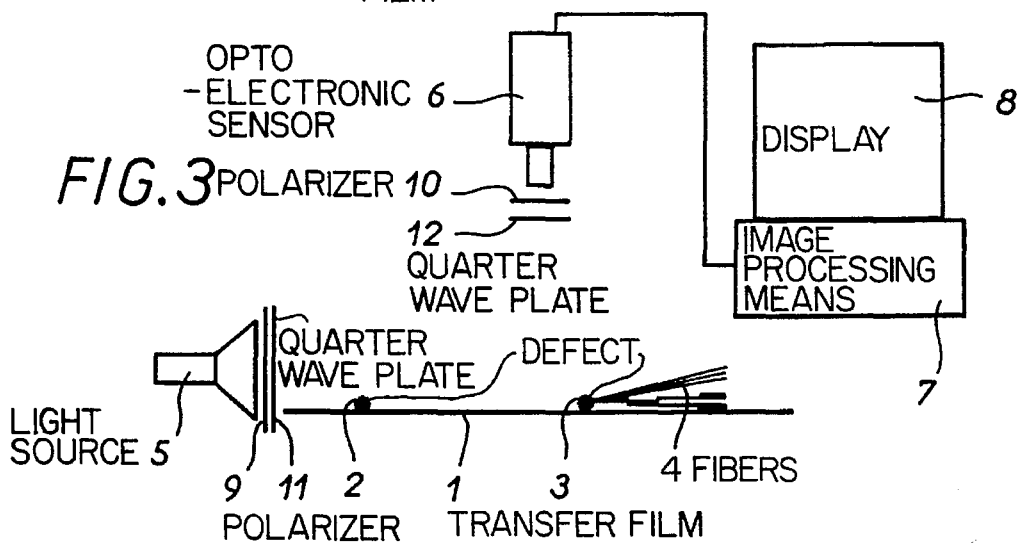 OPTO
-ELECTRONIC 6
SENSOR
8
DISPLAY
FIG.3
POLARIZER 10
12
QUARTER
WAVE PLATE
IMAGE
PROCESSING
MEANS
7
QUARTER
WAVE PLATE
DEFECT
LIGHT
SOURCE 5
9
11
2
1
3
4 FIBERS
POLARIZER
TRANSFER FILM